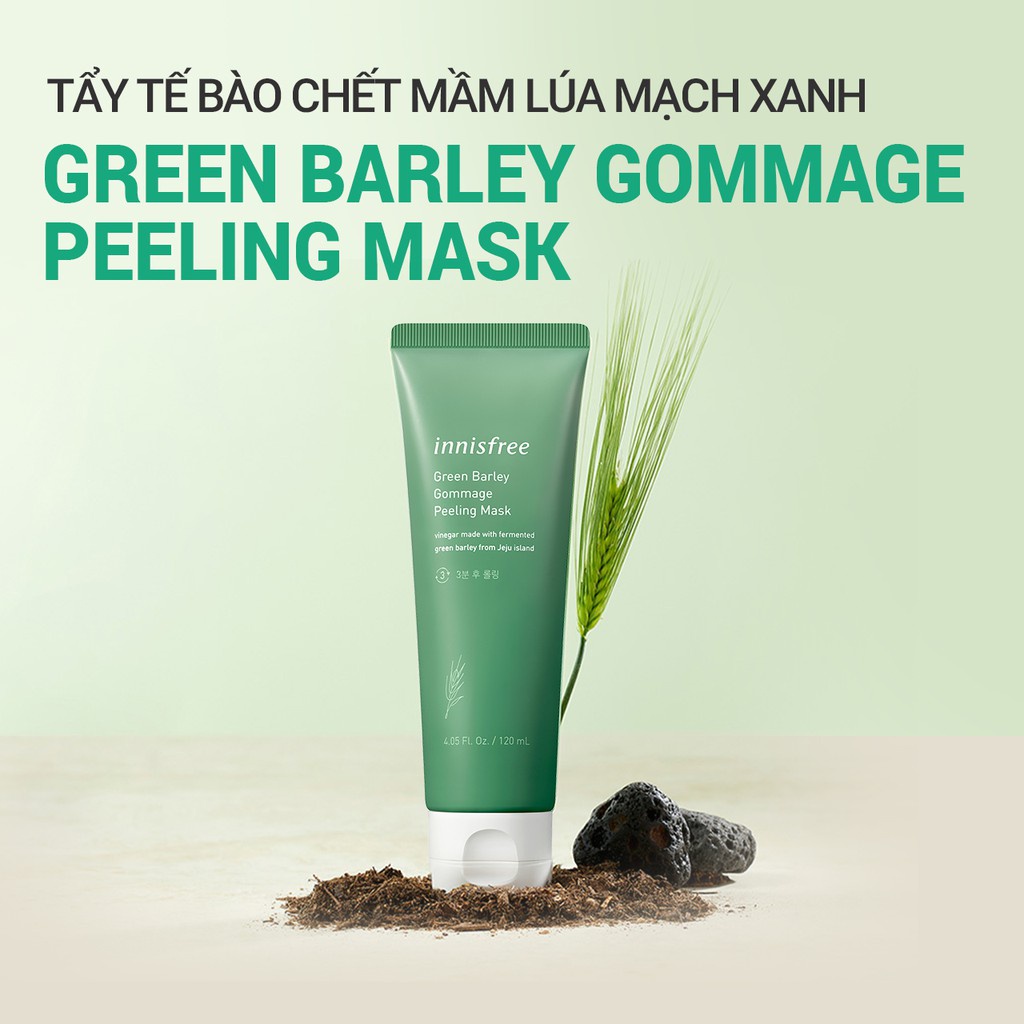 TẨY TẾ BÀO CHẾT MẦM LÚA MẠCH XANH
GREEN BARLEY GOMMAGE
PEELING MASK
innisfree
Green Barley
Gommage
Peeling Mask
vinegar made with fermented
green barley from Jeju island
3 3분 후 롤링
4.05 Fl. Oz. / 120 mL